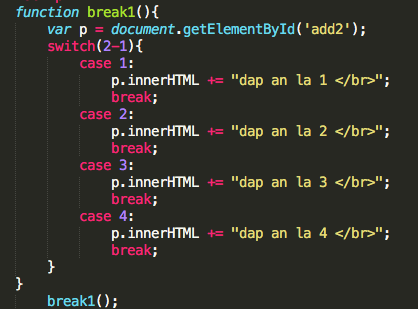 function break1(){
var p = document.getElementById('add2');
switch(2-1){
case 1:
p.innerHTML += "dap an la 1 </br>";
break;
case 2:
p.innerHTML += "dap an la 2 </br>";
break;
case 3:
p.innerHTML += "dap an la 3 </br>";
break;
case 4:
p.innerHTML += "dap an la 4 </br>";
break;
}
}
break1();